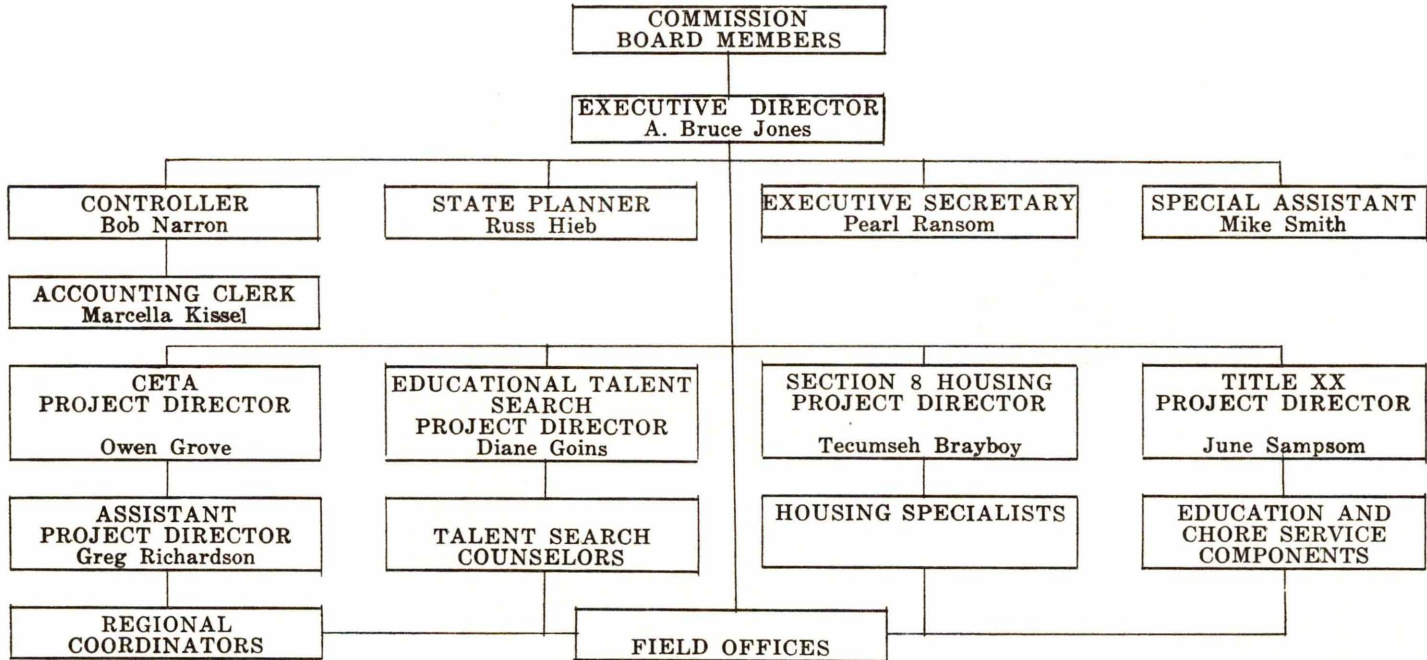 COMMISSION
BOARD MEMBERS
EXECUTIVE DIRECTOR
A. Bruce Jones
CONTROLLER
Bob Narron
STATE PLANNER
Russ Hieb
EXECUTIVE SECRETARY
Pearl Ransom
SPECIAL ASSISTANT
Mike Smith
ACCOUNTING CLERK
Marcella Kissel
CETA
PROJECT DIRECTOR
Owen Grove
EDUCATIONAL TALENT
SEARCH
PROJECT DIRECTOR
Diane Goins
SECTION 8 HOUSING
PROJECT DIRECTOR
Tecumseh Brayboy
TITLE XX
PROJECT DIRECTOR
June Sampsom
ASSISTANT
PROJECT DIRECTOR
Greg Richardson
TALENT SEARCH
COUNSELORS
HOUSING SPECIALISTS
EDUCATION AND
CHORE SERVICE
COMPONENTS
REGIONAL
COORDINATORS
FIELD OFFICES